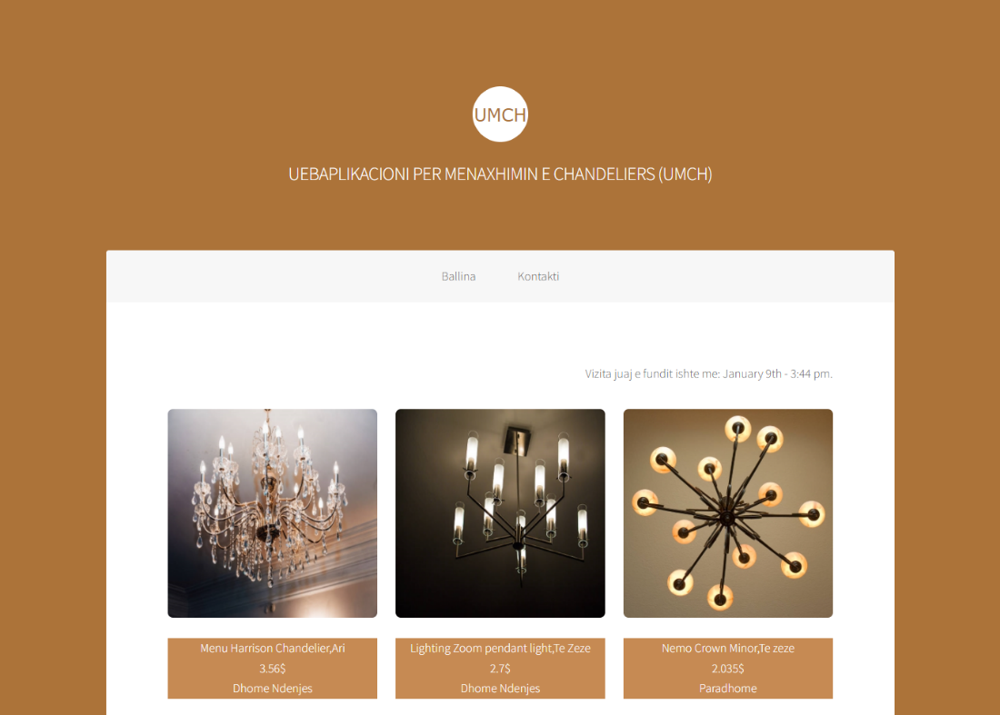 UMCH
UEBAPLIKACIONI PER MENAXHIMIN E CHANDELIERS (UMCH)
Ballina Kontakti
Vizita juaj e fundit ishte me: January 9th - 3:44 pm.
Menu Harrison Chandelier,Ari
3.56$
Dhome Ndenjes
Lighting Zoom pendant light,Te Zeze
2.7$
Dhome Ndenjes
Nemo Crown Minor,Te zeze
2.035$
Paradhome